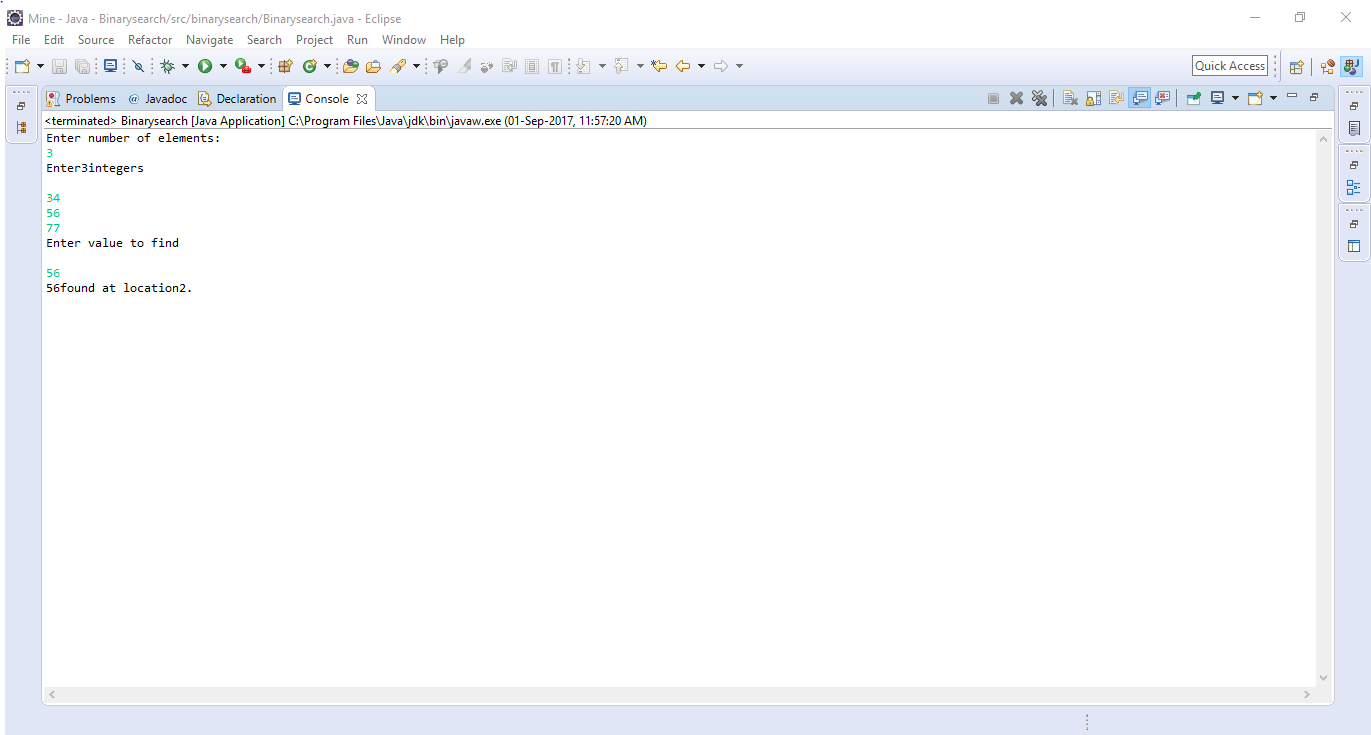 Mine - Java - Binarysearch/src/binarysearch/Binarysearch.java - Eclipse
File Edit Source Refactor Navigate Search Project Run Window Help
Quick Access
Problems @ Javadoc Declaration Console
<terminated> Binarysearch [Java Application] C:\Program Files\Java\jdk\bin\javaw.exe (01-Sep-2017, 11:57:20 AM)
Enter number of elements:
3
Enter3integers
34
56
77
Enter value to find
56
56found at location2.